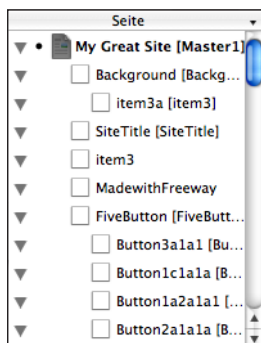 Seite
My Great Site [Master1]
Background [Backg...
item3a [item3]
SiteTitle [SiteTitle]
item3
MadewithFreeway
FiveButton [FiveButt...
Button3a1a1 [Bu...
Button1c1a1a [B...
Button1a2a1a1 [...
Button2a1a1a [B...